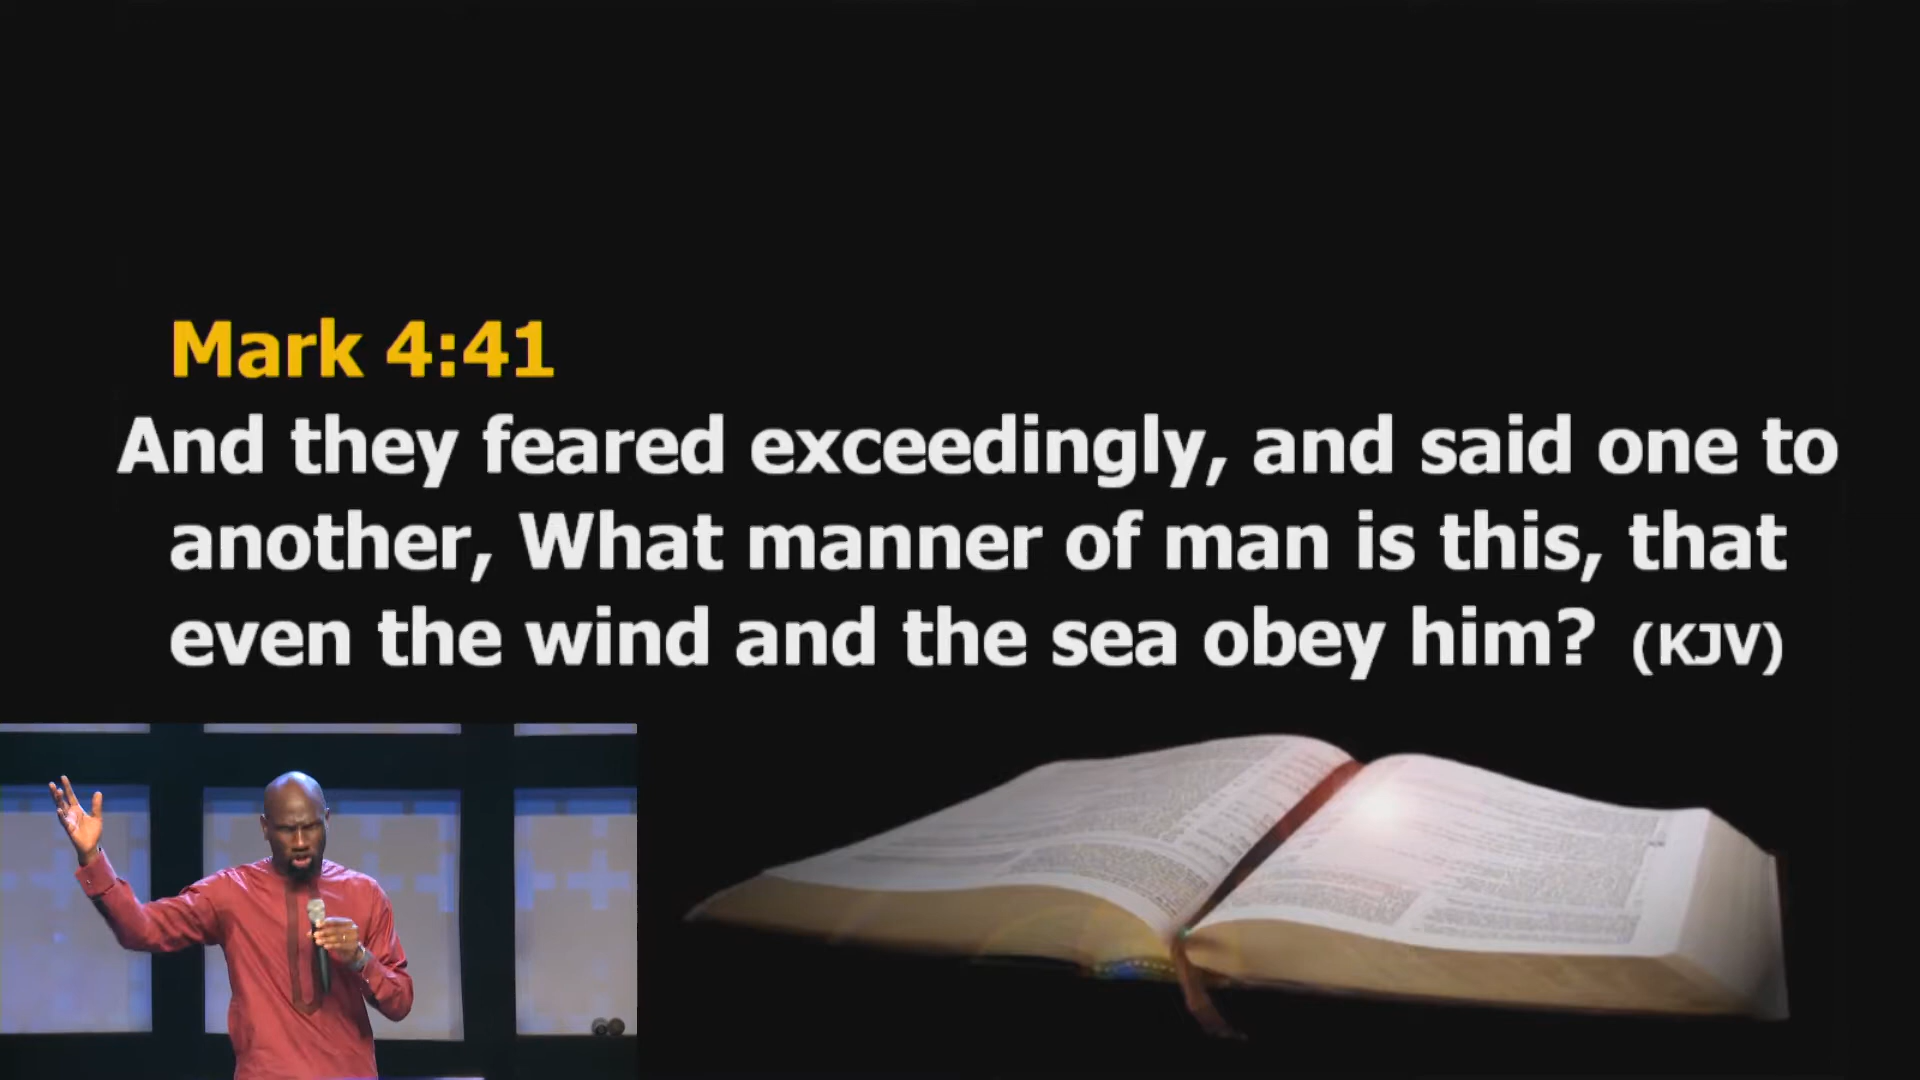 Mark 4:41
And they feared exceedingly, and said one to
another, What manner of man is this, that
even the wind and the sea obey him? (KJV)